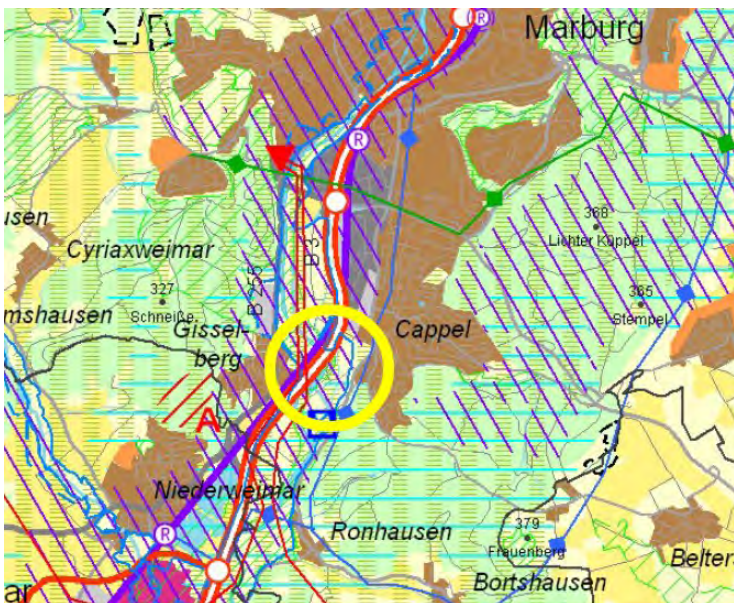 Marburg
R
R
usen
Cyriaxweimar
368
Lichter Küppel
B 255
B 3
327
Schneiße
365
Stempel
mshausen
Gissel-
berg
Cappel
A
Niederweimar
Ronhausen
379
Frauenberg
R
Belters
Bortshausen
ar